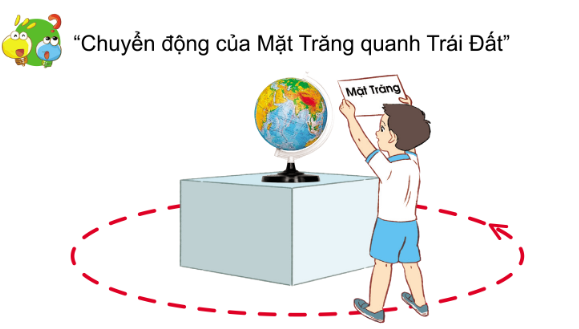 “Chuyển động của Mặt Trăng quanh Trái Đất”
Mặt Trăng